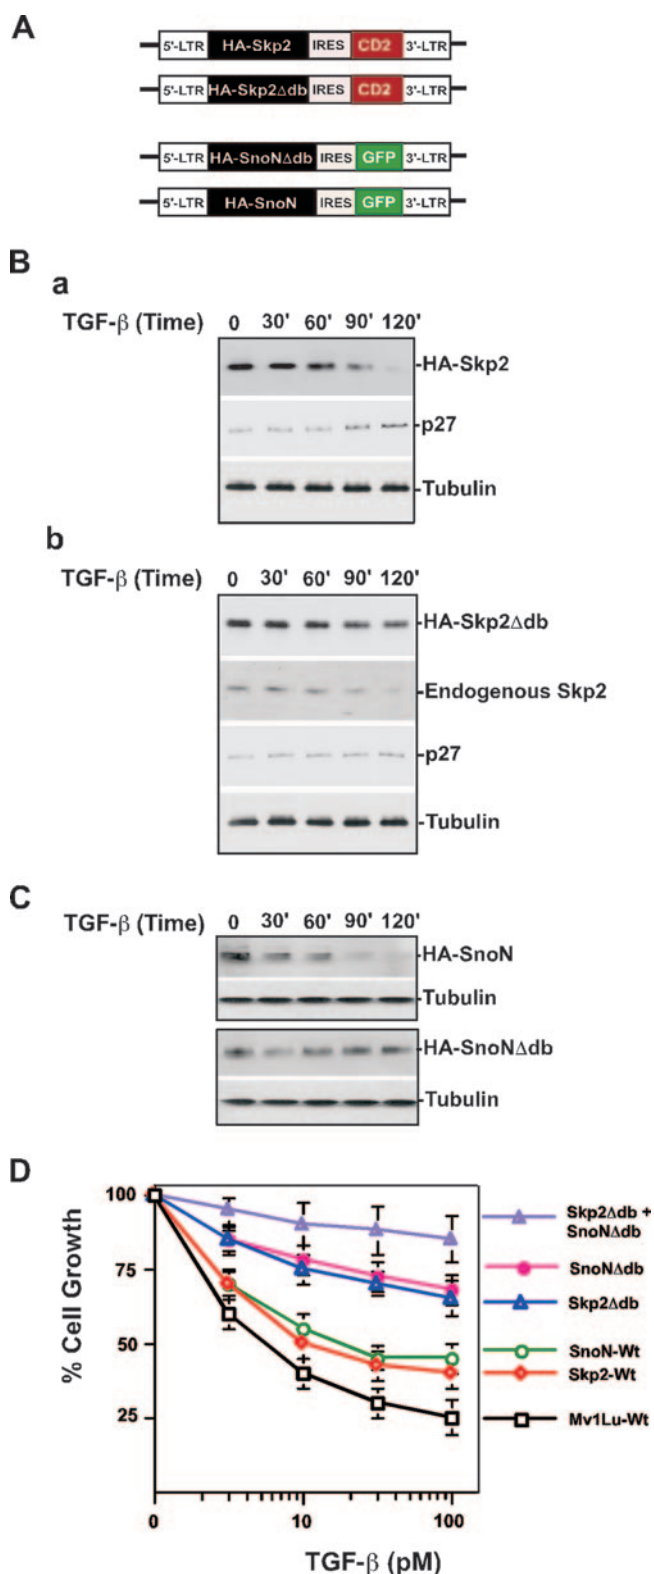 A
5'-LTR HA-Skp2 IRES CD2 3'-LTR
5'-LTR HA-Skp2Δdb IRES CD2 3'-LTR
5'-LTR HA-SnoNΔdb IRES GFP 3'-LTR
5'-LTR HA-SnoN IRES GFP 3'-LTR
B
a
TGF-β (Time) 0 30' 60' 90' 120'
-HA-Skp2
-p27
-Tubulin
b
TGF-β (Time) 0 30' 60' 90' 120'
-HA-Skp2Δdb
-Endogenous Skp2
-p27
-Tubulin
C
TGF-β (Time) 0 30' 60' 90' 120'
-HA-SnoN
-Tubulin
-HA-SnoNΔdb
-Tubulin
D
% Cell Growth
100
75
50
25
0 10 100
TGF-β (pM)
Skp2Δdb +
SnoNΔdb
SnoNΔdb
Skp2Δdb
SnoN-Wt
Skp2-Wt
Mv1Lu-Wt